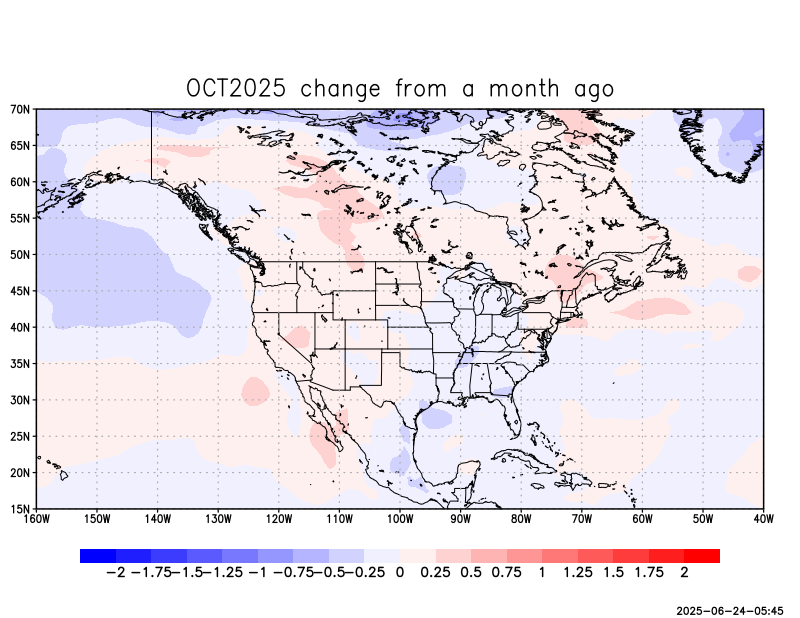 OCT2025 change from a month ago
70N
65N
60N
55N
50N
45N
40N
35N
30N
25N
20N
15N
160W 150W 140W 130W 120W 110W 100W 90W 80W 70W 60W 50W 40W
-2 -1.75 -1.5 -1.25 -1 -0.75 -0.5 -0.25 0 0.25 0.5 0.75 1 1.25 1.5 1.75 2
2025-06-24-05:45